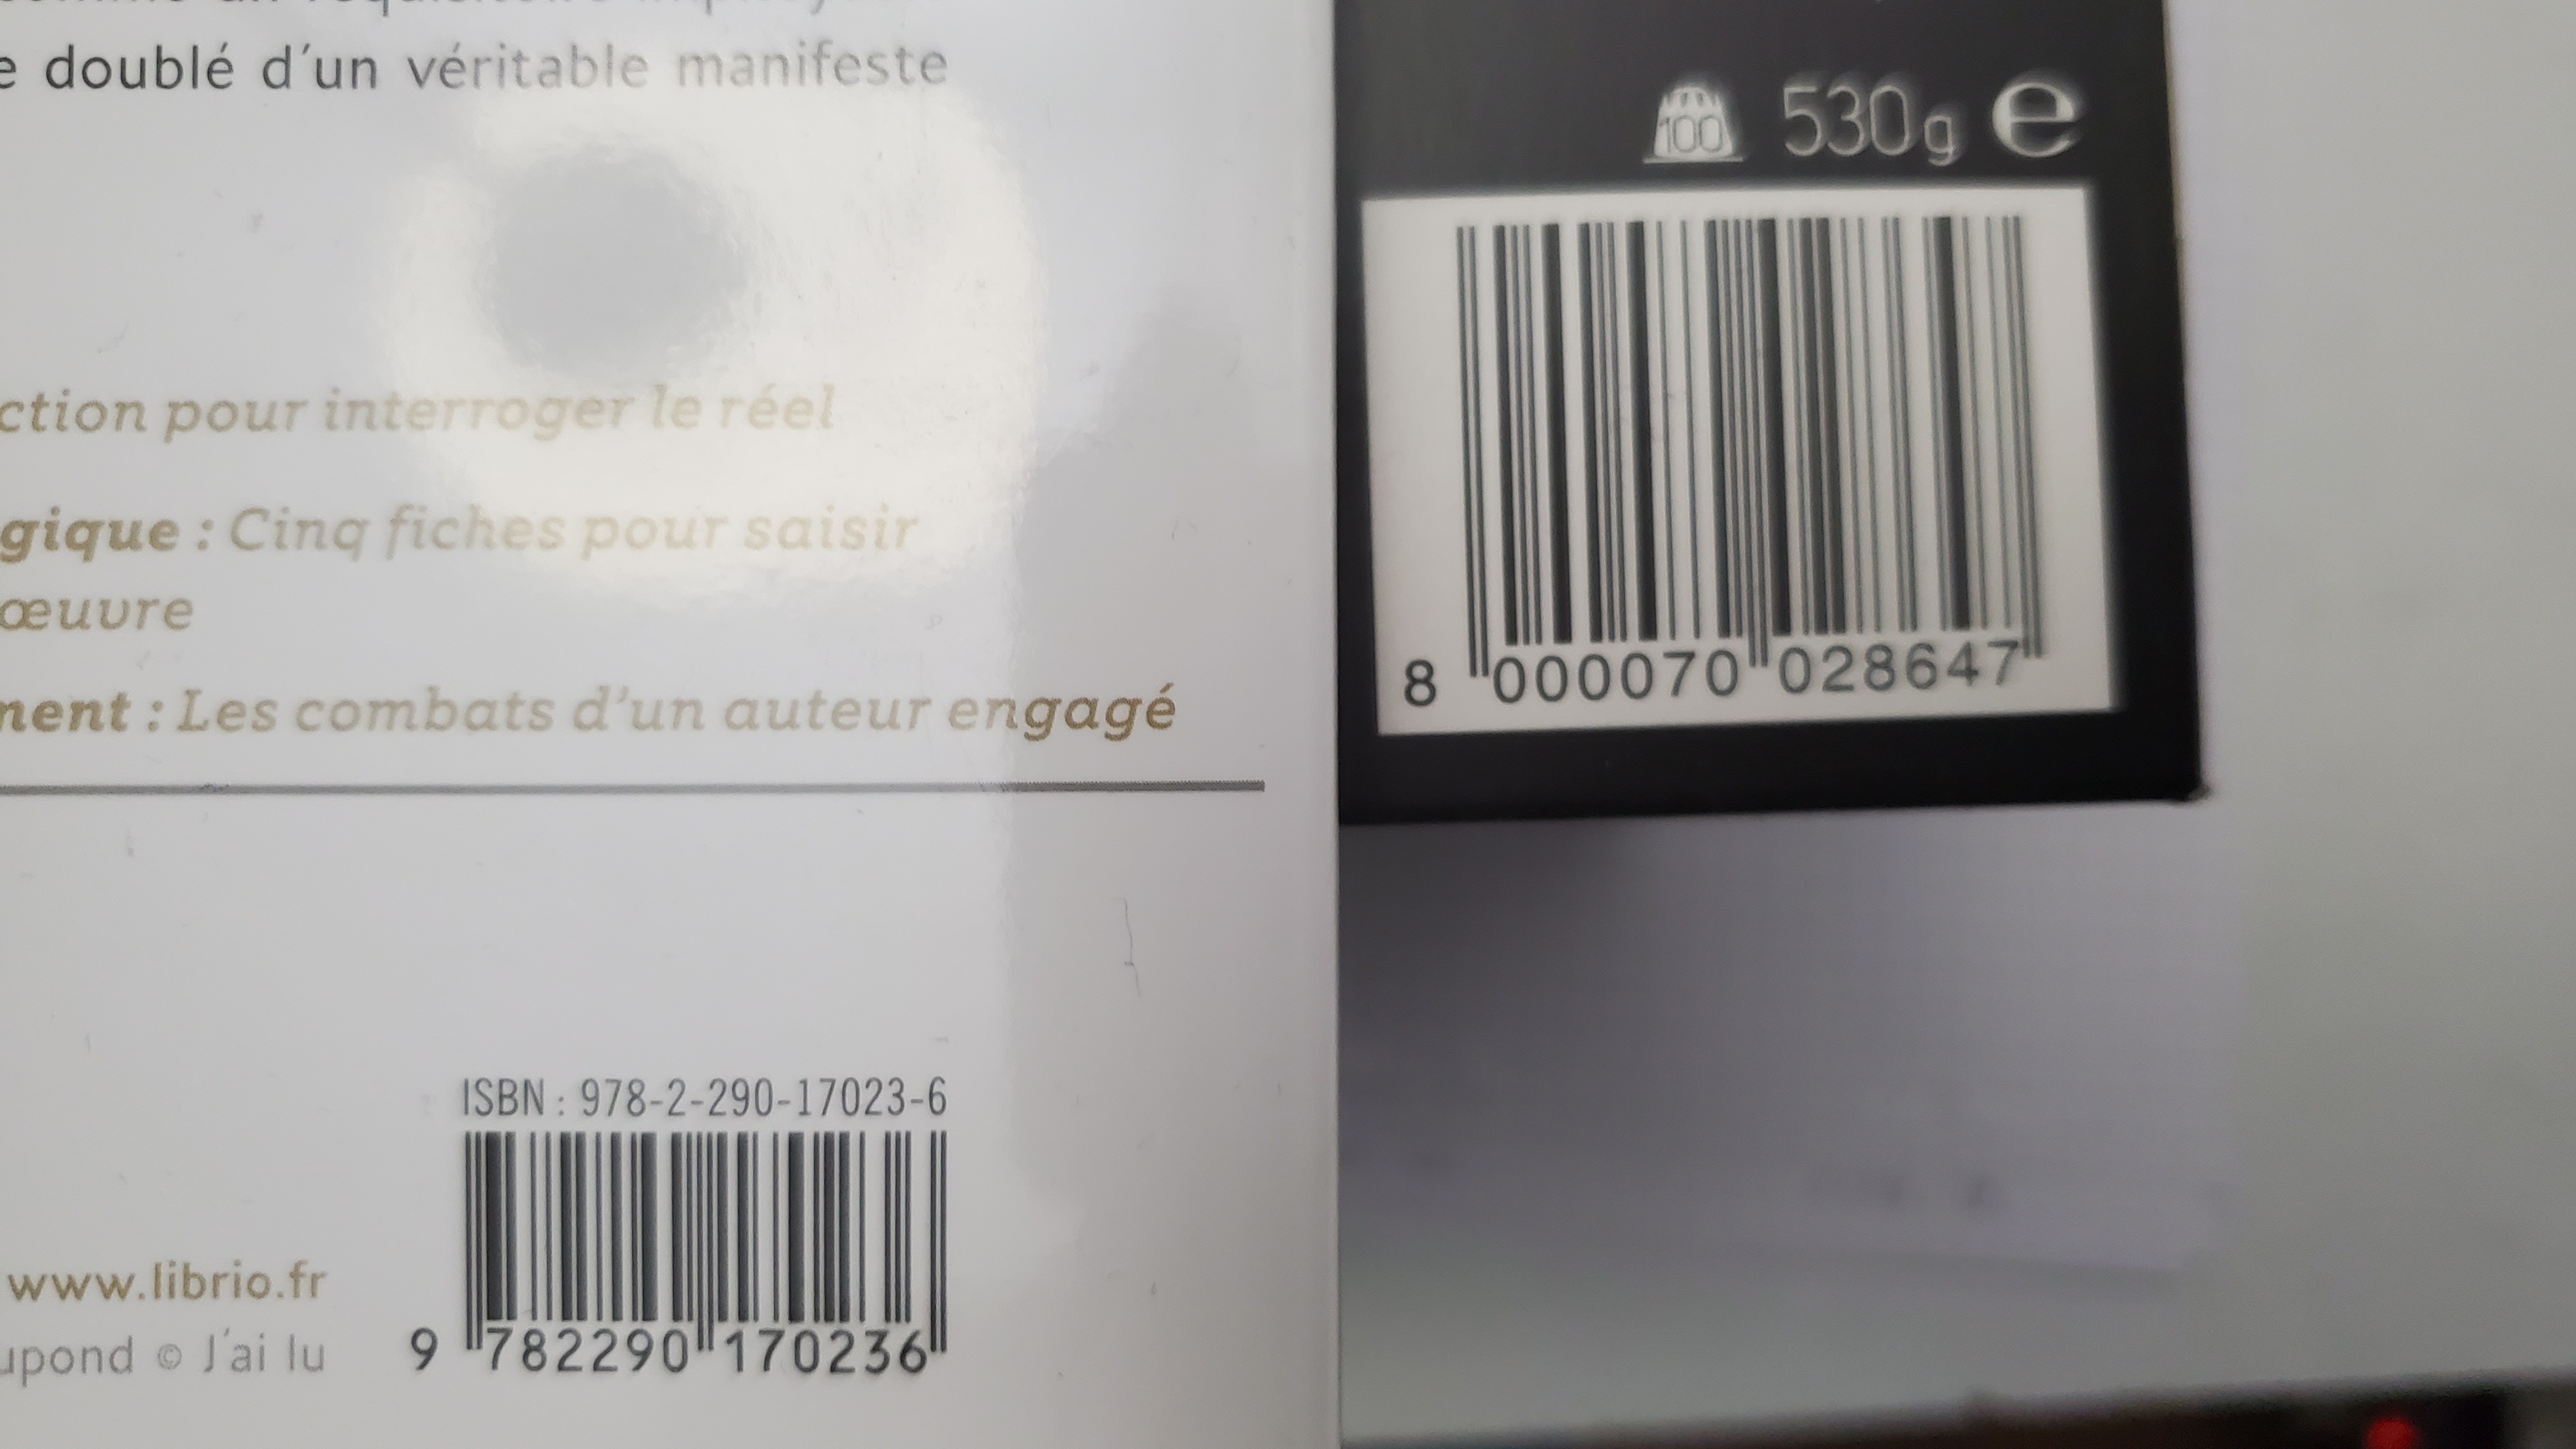 e doublé d'un véritable manifeste
ction pour interroger le réel
gique : Cinq fiches pour saisir
œuvre
nent : Les combats d'un auteur engagé
ISBN : 978-2-290-17023-6
www.librio.fr
upond © J'ai lu
9 782290 170236
100 530g e
8 000070 028647